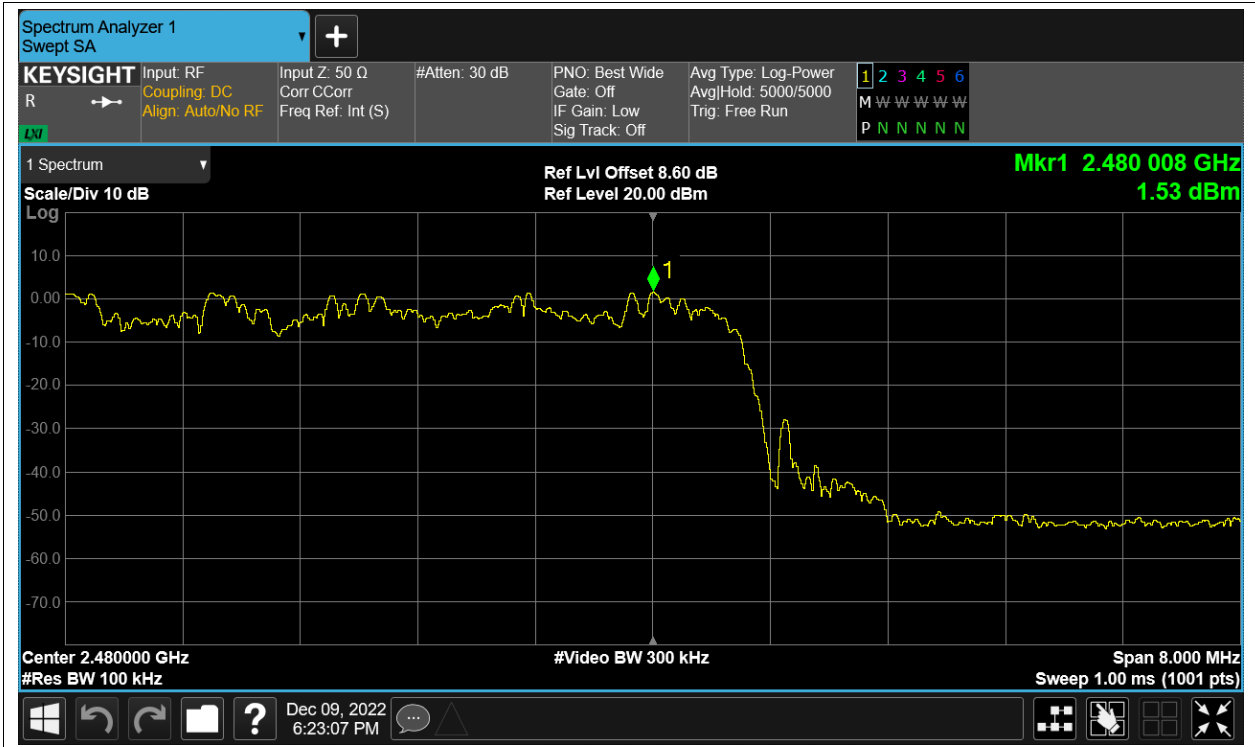 Spectrum Analyzer 1
Swept SA
+
KEYSIGHT
R
LXI
Input: RF
Coupling: DC
Align: Auto/No RF
Input Z: 50 Ω
Corr CCorr
Freq Ref: Int (S)
#Atten: 30 dB
PNO: Best Wide
Gate: Off
IF Gain: Low
Sig Track: Off
Avg Type: Log-Power
Avg|Hold: 5000/5000
Trig: Free Run
1 2 3 4 5 6
M W W W W W
P N N N N N
1 Spectrum
Scale/Div 10 dB
Log
Ref Lvl Offset 8.60 dB
Ref Level 20.00 dBm
Mkr1 2.480 008 GHz
1.53 dBm
10.0
0.00
-10.0
-20.0
-30.0
-40.0
-50.0
-60.0
-70.0
1
Center 2.480000 GHz
#Res BW 100 kHz
#Video BW 300 kHz
Span 8.000 MHz
Sweep 1.00 ms (1001 pts)
?
Dec 09, 2022
6:23:07 PM